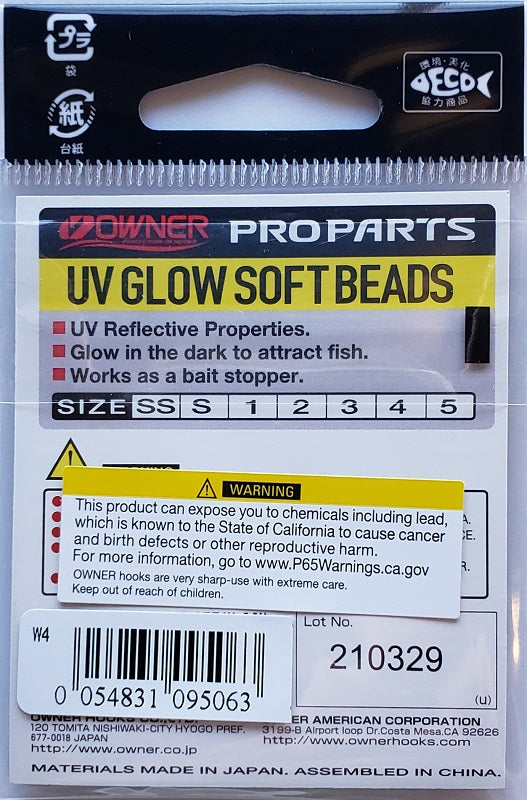 プラ
袋
紙
台紙
環境・美化
ECO
協力商品
OWNER PROPARTS
UV GLOW SOFT BEADS
UV Reflective Properties.
Glow in the dark to attract fish.
Works as a bait stopper.
SIZE SS S 1 2 3 4 5
WARNING
This product can expose you to chemicals including lead,
which is known to the State of California to cause cancer
and birth defects or other reproductive harm.
For more information, go to www.P65Warnings.ca.gov
OWNER hooks are very sharp-use with extreme care.
Keep out of reach of children.
W4
0 054831 095063
Lot No.
210329
(u)
OWNER HOOKS CO.,LTD.
120 TOMITA NISHIWAKI-CITY HYOGO PREF.
677-0018 JAPAN
http://www.owner.co.jp
ER AMERICAN CORPORATION
3199-B Airport loop Dr.Costa Mesa.CA 92626
http://www.ownerhooks.com
MATERIALS MADE IN JAPAN. ASSEMBLED IN CHINA.